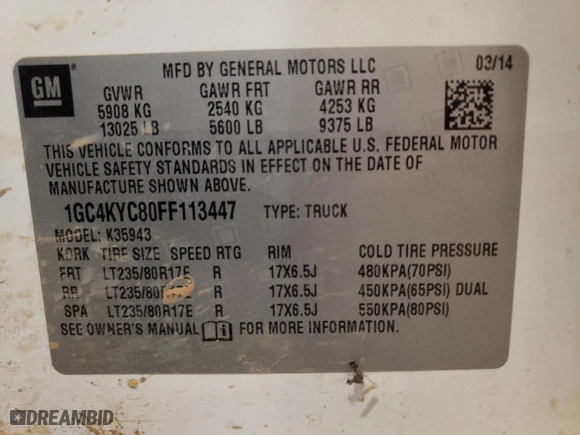 MFD BY GENERAL MOTORS LLC 03/14
GM
GVWR GAWR FRT GAWR RR
5908 KG 2540 KG 4253 KG
13025 LB 5600 LB 9375 LB
THIS VEHICLE CONFORMS TO ALL APPLICABLE U.S. FEDERAL MOTOR
VEHICLE SAFETY STANDARDS IN EFFECT ON THE DATE OF
MANUFACTURE SHOWN ABOVE.
1GC4KYC80FF113447 TYPE: TRUCK
MODEL: K35943
KDRK TIRE SIZE SPEED RTG RIM COLD TIRE PRESSURE
FRT LT235/80R17E R 17X6.5J 480KPA(70PSI)
RR LT235/80 R 17X6.5J 450KPA(65PSI) DUAL
SPA LT235/80R17E R 17X6.5J 550KPA(80PSI)
SEE OWNER'S MANUAL FOR MORE INFORMATION.
DREAMBID